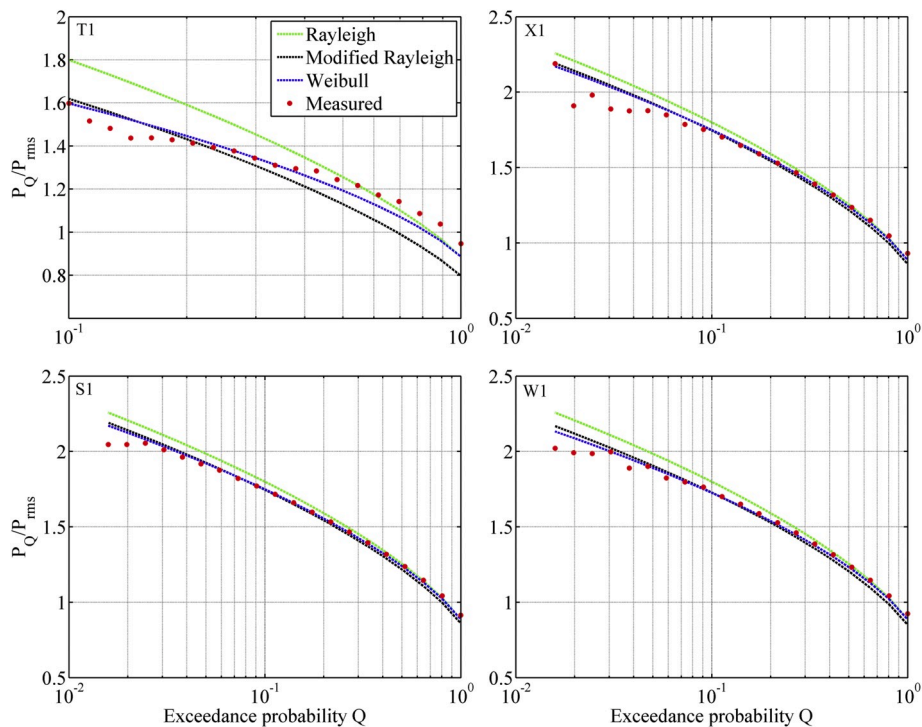 T1
Rayleigh
Modified Rayleigh
Weibull
Measured
2
1.8
1.6
1.4
1.2
1
0.8
P_Q/P_rms
10^-1
10^0
X1
2.5
2
1.5
1
0.5
10^-2
10^-1
10^0
S1
2.5
2
1.5
1
0.5
P_Q/P_rms
10^-2
10^-1
10^0
Exceedance probability Q
W1
2.5
2
1.5
1
0.5
10^-2
10^-1
10^0
Exceedance probability Q